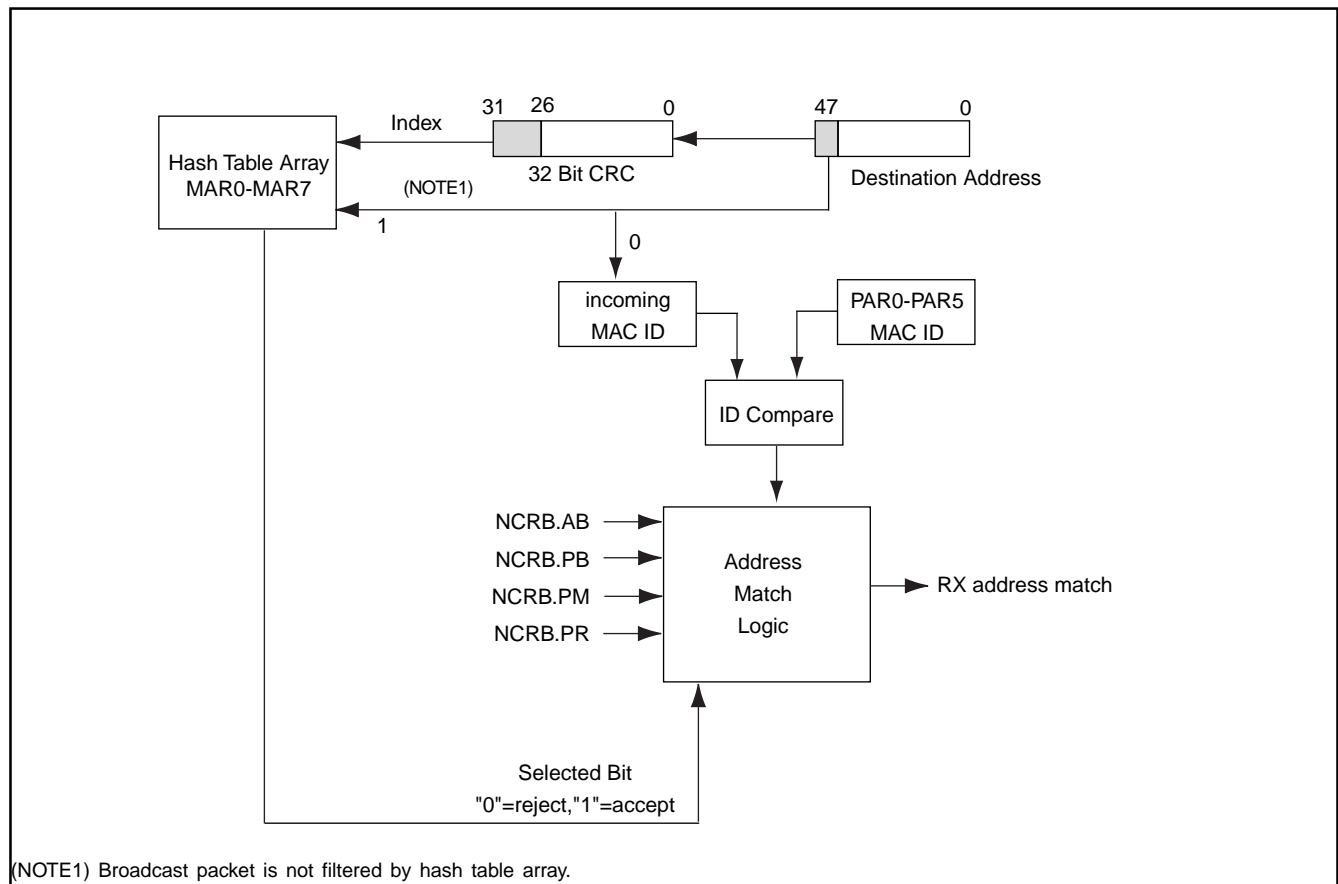 31 26 0
47 0
Index
Hash Table Array
MAR0-MAR7
32 Bit CRC
Destination Address
(NOTE1)
1
0
incoming
MAC ID
PAR0-PAR5
MAC ID
ID Compare
NCRB.AB
NCRB.PB
NCRB.PM
NCRB.PR
Address
Match
Logic
RX address match
Selected Bit
"0"=reject,"1"=accept
(NOTE1) Broadcast packet is not filtered by hash table array.